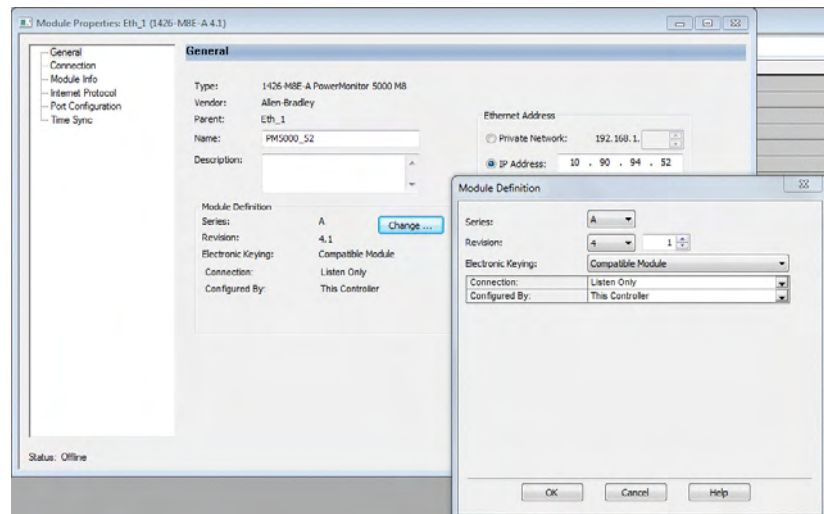 Module Properties: Eth_1 (1426-M8E-A 4.1)
General
Connection
Module Info
Internet Protocol
Port Configuration
Time Sync
General
Type: 1426-M8E-A PowerMonitor 5000 M8
Vendor: Allen-Bradley
Parent: Eth_1
Name: PM5000_52
Description:
Ethernet Address
Private Network: 192.168.1.
IP Address: 10 . 90 . 94 . 52
Module Definition
Series: A
Change ...
Revision: 4.1
Electronic Keying: Compatible Module
Connection: Listen Only
Configured By: This Controller
Status: Offline
Module Definition
Series: A
Revision: 4 1
Electronic Keying: Compatible Module
Connection: Listen Only
Configured By: This Controller
OK Cancel Help